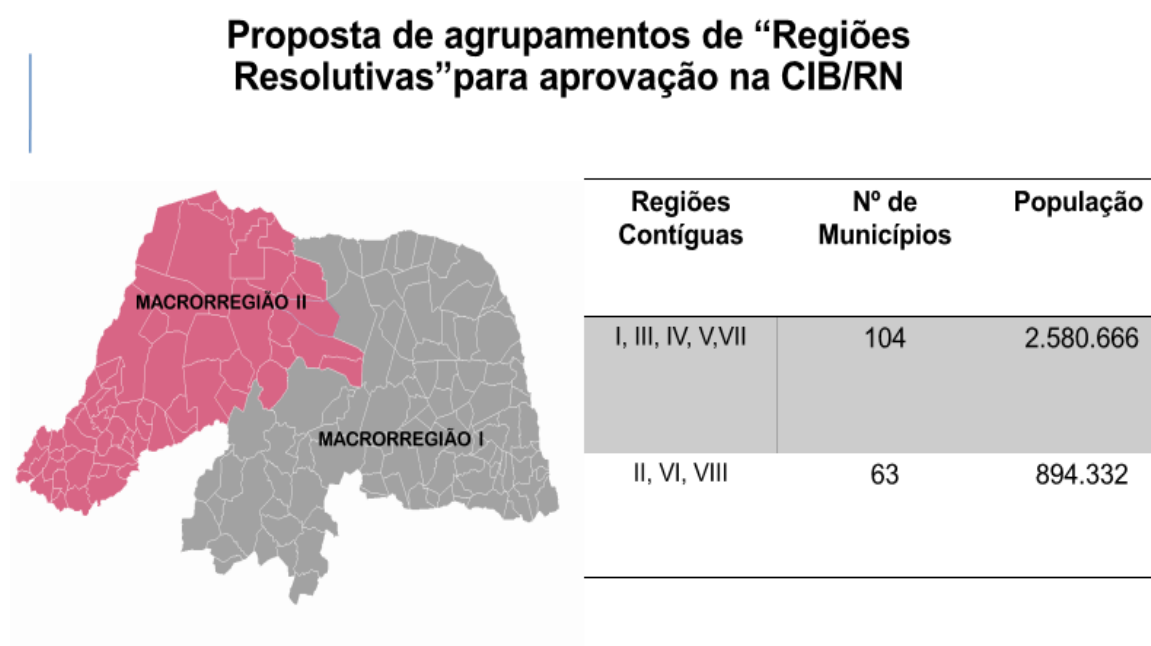 Proposta de agrupamentos de “Regiões
Resolutivas”para aprovação na CIB/RN
MACRORREGIÃO II
MACRORREGIÃO I
Regiões
Contíguas
Nº de
Municípios
População
I, III, IV, V,VII
104
2.580.666
II, VI, VIII
63
894.332